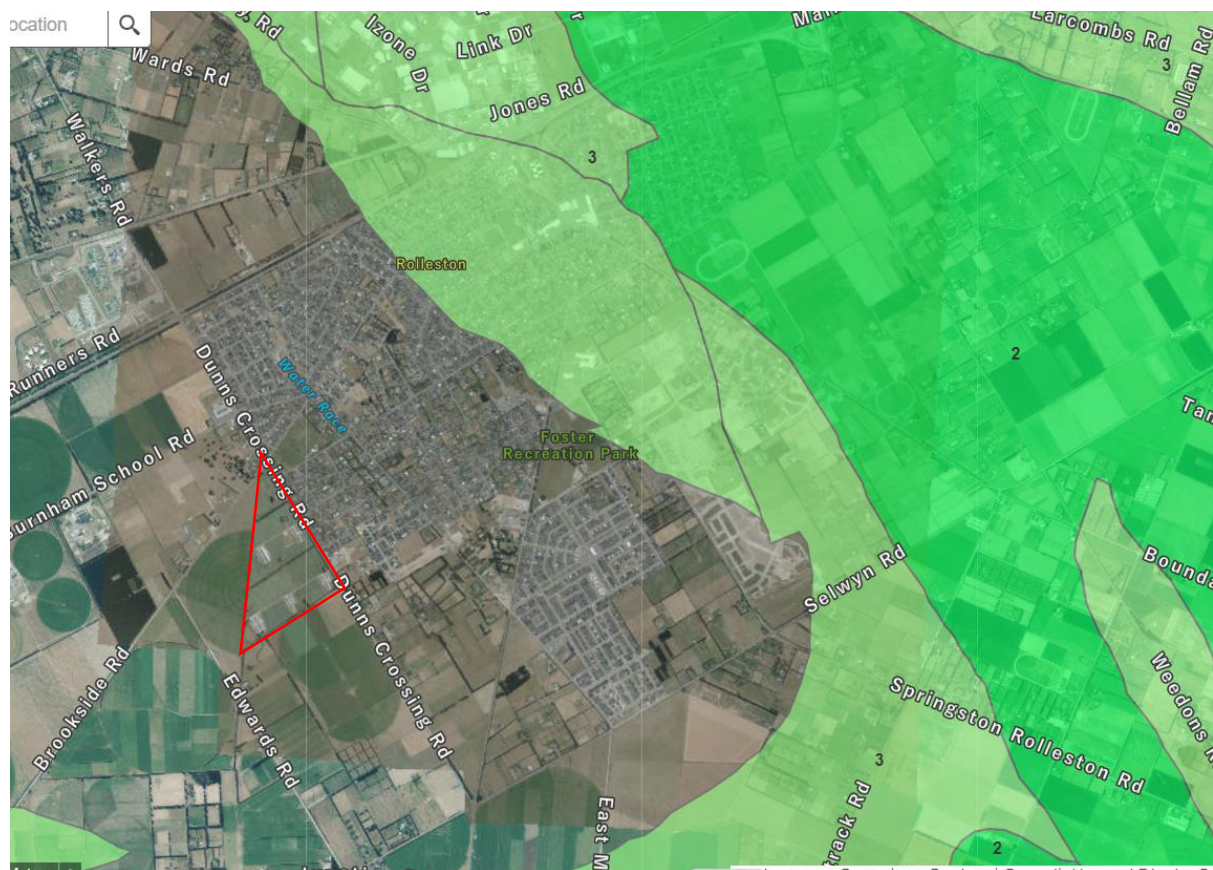 ocation
Wards Rd
Izone Dr
Link Dr
Larcombs Rd
3
Bellam Rd
Jones Rd
Walkers Rd
3
Rolleston
Runners Rd
Dunns Crossing Rd
Water Race
2
Foster
Recreation Park
Burnham School Rd
Selwyn Rd
Dunns Crossing Rd
Brookside Rd
Edwards Rd
Weedons
Springston Rolleston Rd
3
East M
track Rd
2